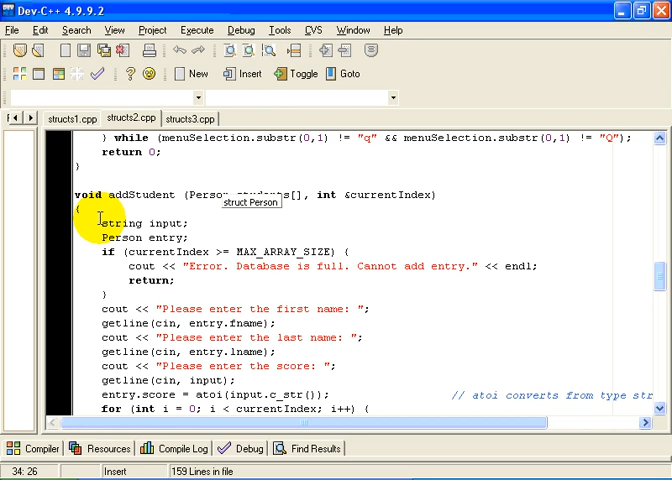 Dev-C++ 4.9.9.2
File Edit Search View Project Execute Debug Tools CVS Window Help
New Insert Toggle Goto
structs1.cpp structs2.cpp structs3.cpp
} while (menuSelection.substr(0,1) != "q" && menuSelection.substr(0,1) != "Q");
return 0;
}
void addStudent (Person students[], int &currentIndex)
struct Person
{
string input;
Person entry;
if (currentIndex >= MAX_ARRAY_SIZE) {
cout << "Error. Database is full. Cannot add entry." << endl;
return;
}
cout << "Please enter the first name: ";
getline(cin, entry.fname);
cout << "Please enter the last name: ";
getline(cin, entry.lname);
cout << "Please enter the score: ";
getline(cin, input);
entry.score = atoi(input.c_str()); // atoi converts from type str
for (int i = 0; i < currentIndex; i++) {
Compiler Resources Compile Log Debug Find Results
34: 26 Insert 159 Lines in file